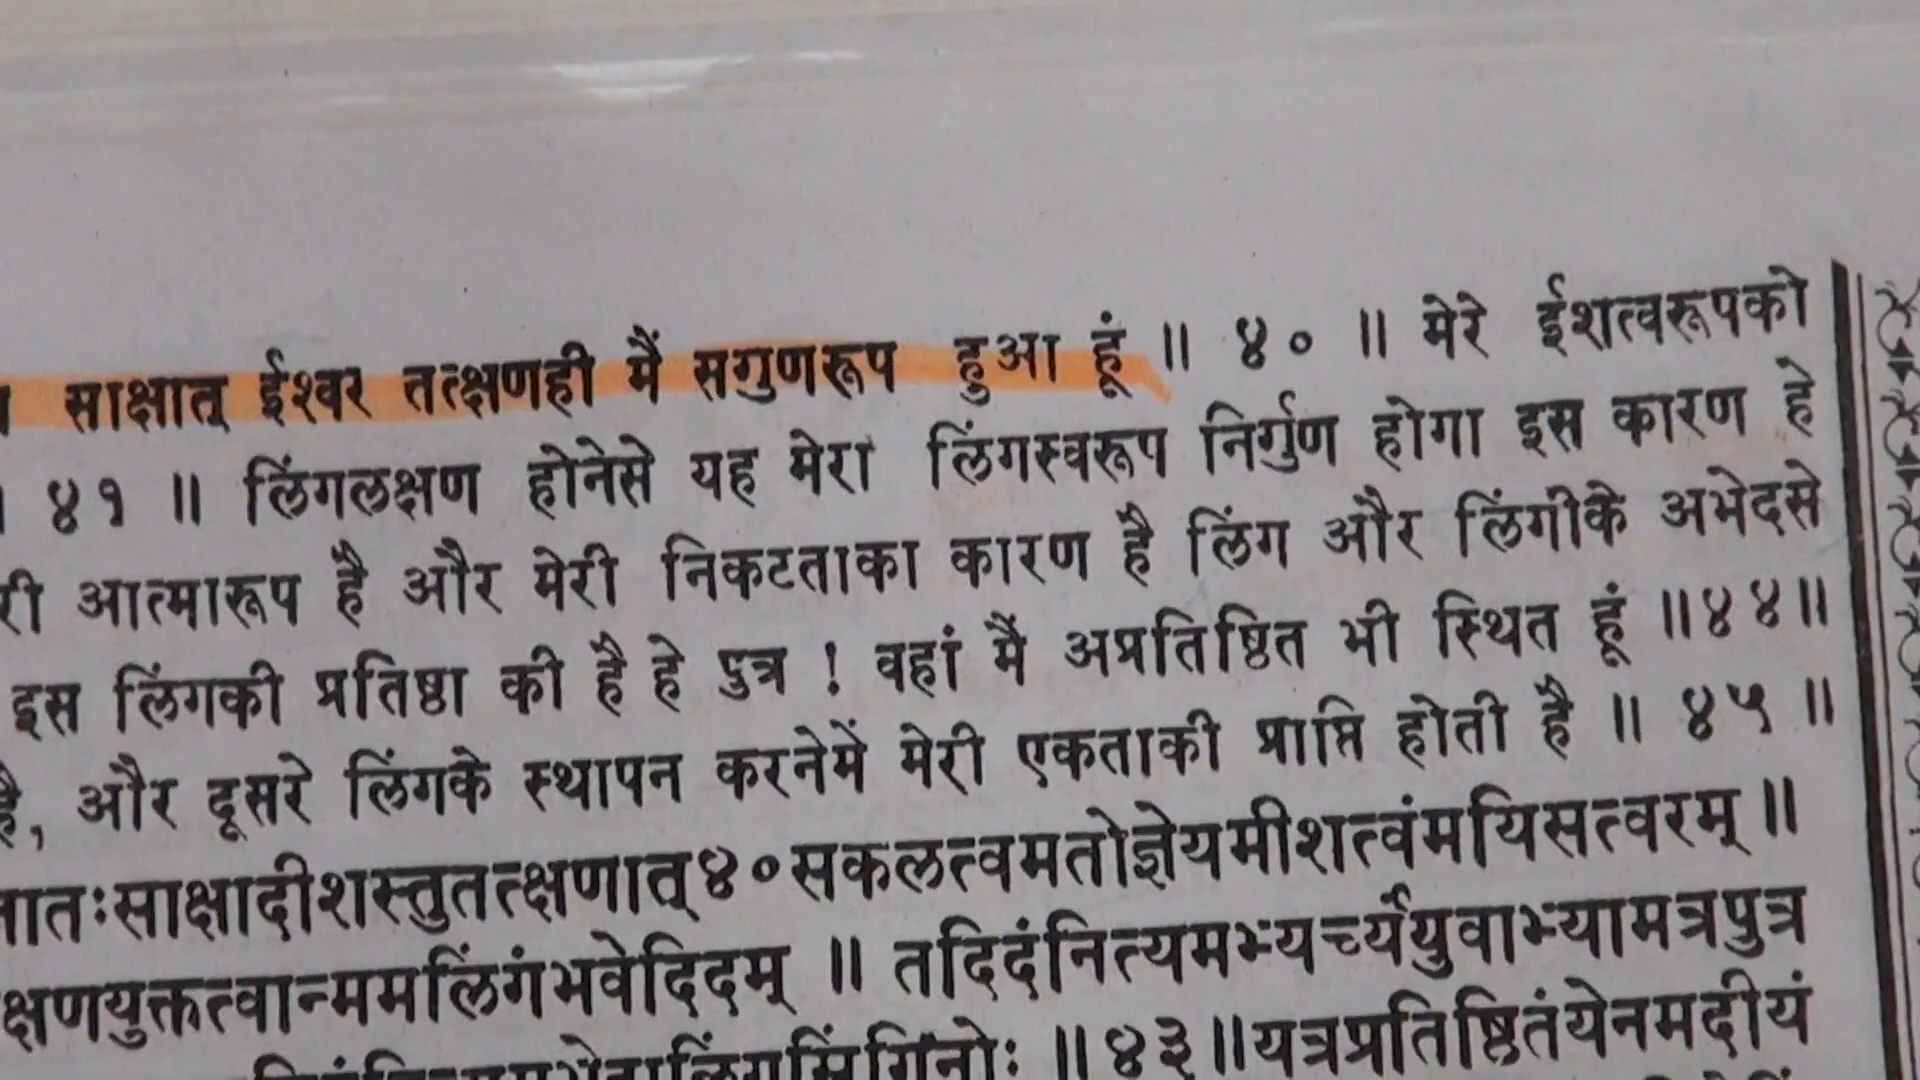 साक्षात् ईश्वर तत्क्षणही मैं सगुणरूप हुआ हूं ॥ ४० ॥ मेरे ईशत्वरूपको
। ४१ ॥ लिंगलक्षण होनेसे यह मेरा लिंगस्वरूप निर्गुण होगा इस कारण हे
री आत्मारूप है और मेरी निकटताका कारण है लिंग और लिंगीके अभेदसे
इस लिंगकी प्रतिष्ठा की है हे पुत्र ! वहां मैं अप्रतिष्ठित भी स्थित हूं ॥४४॥
है, और दूसरे लिंगके स्थापन करनेमें मेरी एकताकी प्राप्ति होती है ॥ ४५ ॥
ातःसाक्षादीशस्तुतत्क्षणात्४०सकलत्वमतोज्ञेयमीशत्वंमयिसत्वरम् ॥
क्षणयुक्तत्वान्ममलिंगंभवेदिदम् ॥ तदिदंनित्यमभ्यर्च्ययुवाभ्यामत्रपुत्र
॥४३॥यत्रप्रतिष्ठितंयेनमदीयं